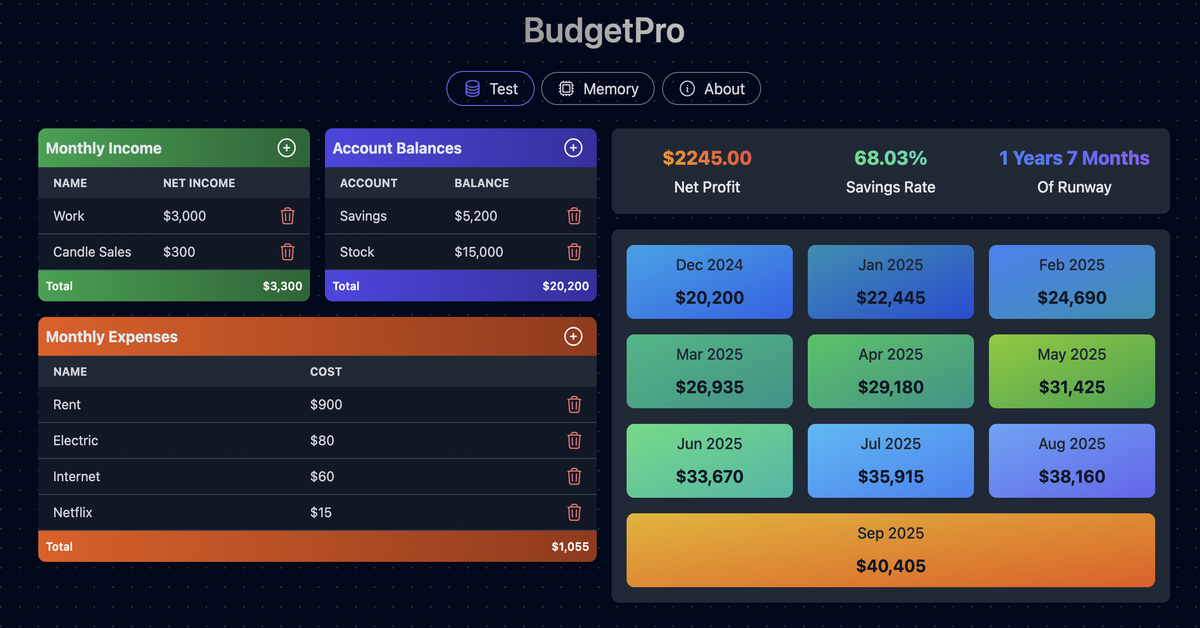 BudgetPro
Test Memory About
Monthly Income
NAME NET INCOME
Work $3,000
Candle Sales $300
Total $3,300
Account Balances
ACCOUNT BALANCE
Savings $5,200
Stock $15,000
Total $20,200
Monthly Expenses
NAME COST
Rent $900
Electric $80
Internet $60
Netflix $15
Total $1,055
$2245.00 68.03% 1 Years 7 Months
Net Profit Savings Rate Of Runway
Dec 2024 Jan 2025 Feb 2025
$20,200 $22,445 $24,690
Mar 2025 Apr 2025 May 2025
$26,935 $29,180 $31,425
Jun 2025 Jul 2025 Aug 2025
$33,670 $35,915 $38,160
Sep 2025
$40,405